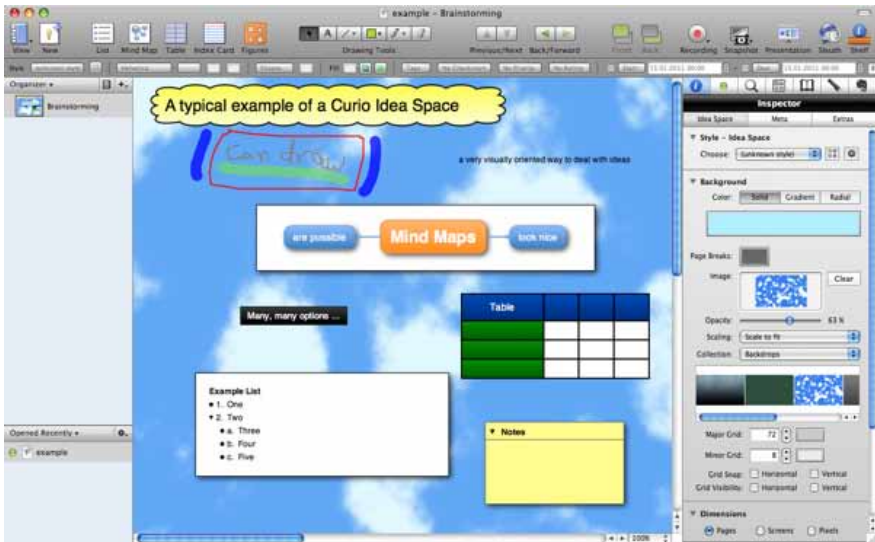 example – Brainstorming
View New List Mind Map Table Index Card Figures Drawing Tools Previous/Next Back/Forward Front Back Recording Snapshot Presentation Sleuth Shelf
Organizer
Brainstorming
A typical example of a Curio Idea Space
can draw
a very visually oriented way to deal with ideas
are possible
Mind Maps
look nice
Many, many options ...
Table
Example List
1. One
2. Two
a. Three
b. Four
c. Five
Notes
Opened Recently
example
100%
Inspector
Idea Space Meta Extras
Style – Idea Space
Choose: (unknown style)
Background
Color: Solid Gradient Radial
Page Breaks:
Image: Clear
Opacity: 63 %
Scaling: Scale to fit
Collection: Backdrops
Major Grid: 72
Minor Grid: 8
Grid Snap: Horizontal Vertical
Grid Visibility: Horizontal Vertical
Dimensions
Pages Screens Pixels